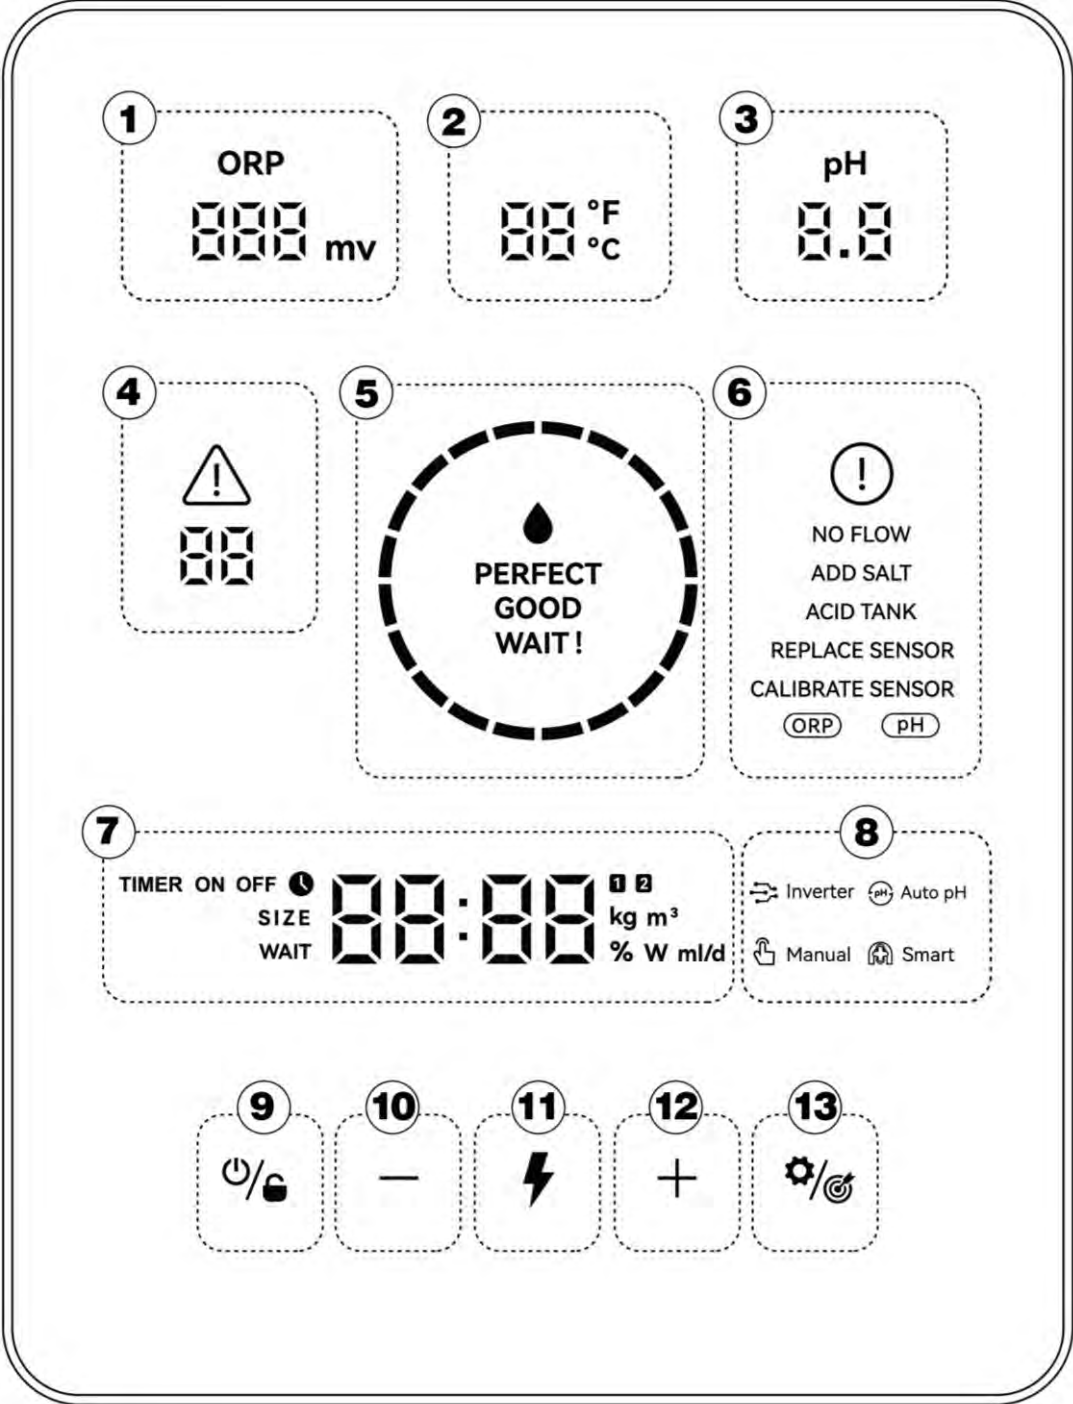 1
ORP
888 mv
2
88 °F
°C
3
pH
8.8
4
!
88
5
PERFECT
GOOD
WAIT!
6
!
NO FLOW
ADD SALT
ACID TANK
REPLACE SENSOR
CALIBRATE SENSOR
ORP pH
7
TIMER ON OFF
SIZE
WAIT
88:88
1 2
kg m³
% W ml/d
8
Inverter pH Auto pH
Manual Smart
9
10
11
12
13
/
−
+
/